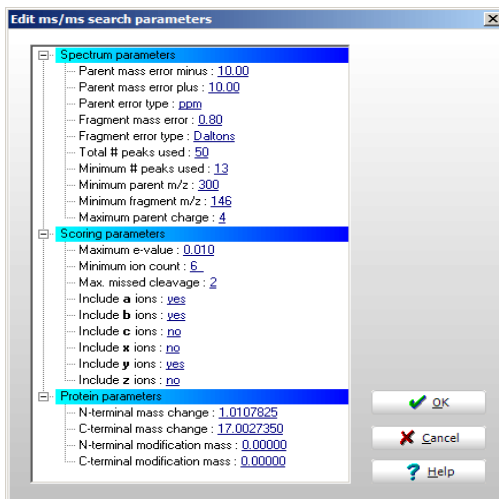 Edit ms/ms search parameters
Spectrum parameters
Parent mass error minus : 10.00
Parent mass error plus : 10.00
Parent error type : ppm
Fragment mass error : 0.80
Fragment error type : Daltons
Total # peaks used : 50
Minimum # peaks used : 13
Minimum parent m/z : 300
Minimum fragment m/z : 146
Maximum parent charge : 4
Scoring parameters
Maximum e-value : 0.010
Minimum ion count : 6
Max. missed cleavage : 2
Include a ions : yes
Include b ions : yes
Include c ions : no
Include x ions : no
Include y ions : yes
Include z ions : no
Protein parameters
N-terminal mass change : 1.0107825
C-terminal mass change : 17.0027350
N-terminal modification mass : 0.00000
C-terminal modification mass : 0.00000
OK
Cancel
Help